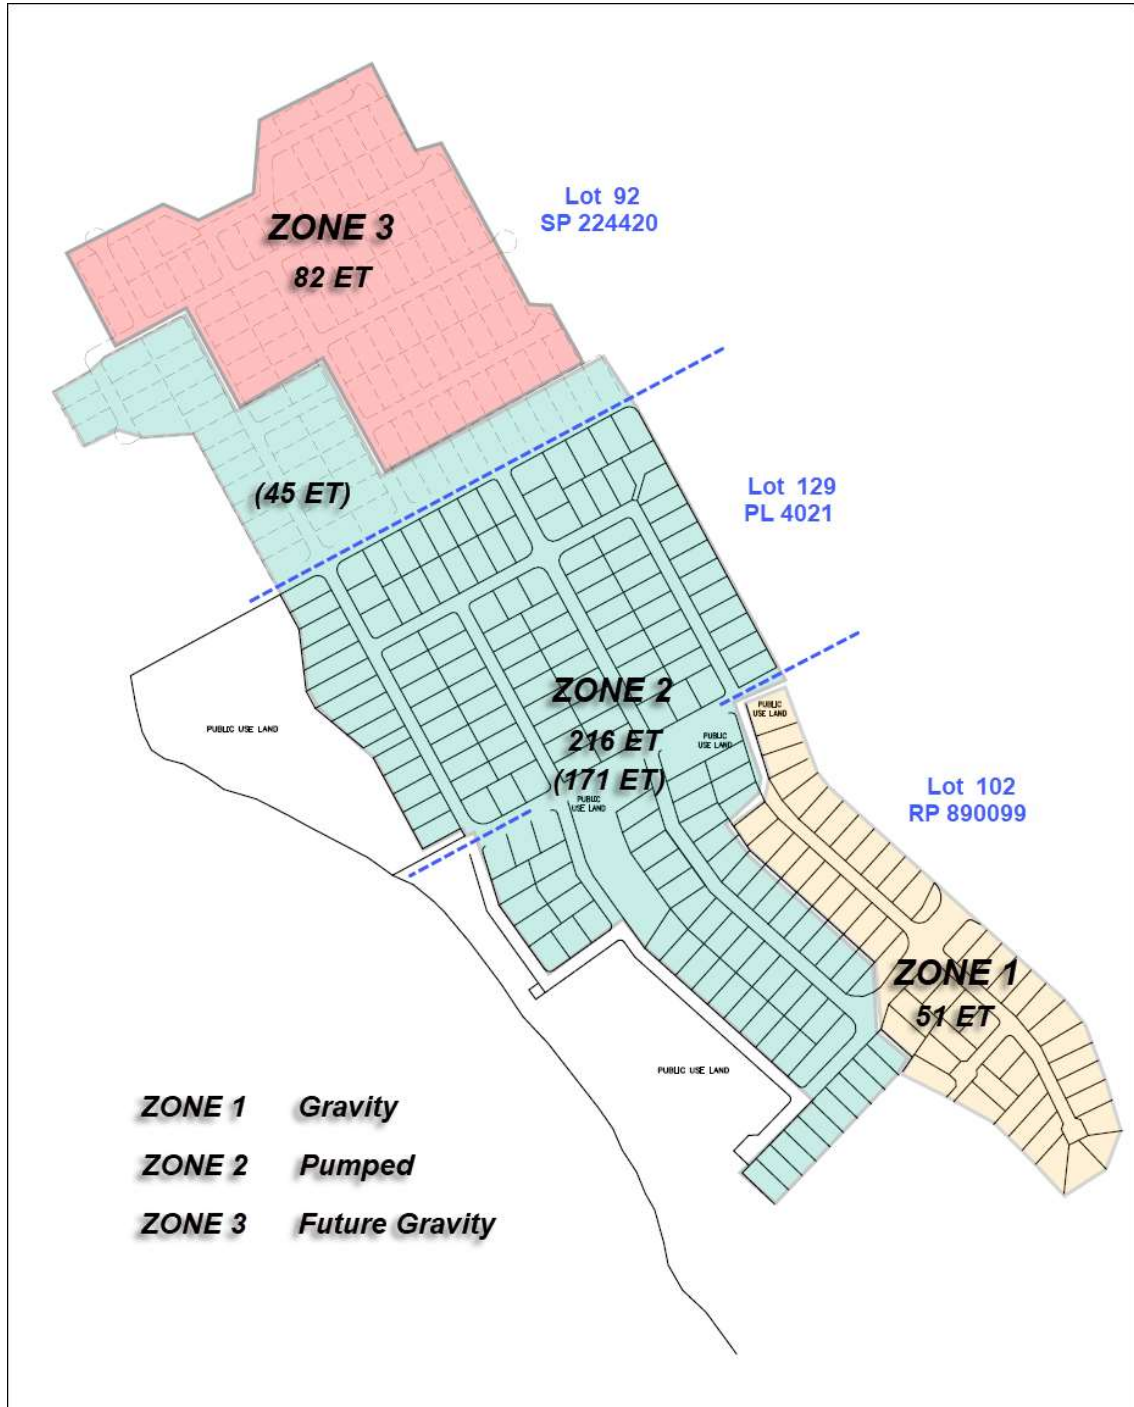 Lot 92
SP 224420
ZONE 3
82 ET
(45 ET)
Lot 129
PL 4021
ZONE 2
216 ET
(171 ET)
PUBLIC USE LAND
PUBLIC
USE LAND
PUBLIC
USE LAND
PUBLIC
USE LAND
Lot 102
RP 890099
ZONE 1
51 ET
PUBLIC USE LAND
ZONE 1 Gravity
ZONE 2 Pumped
ZONE 3 Future Gravity